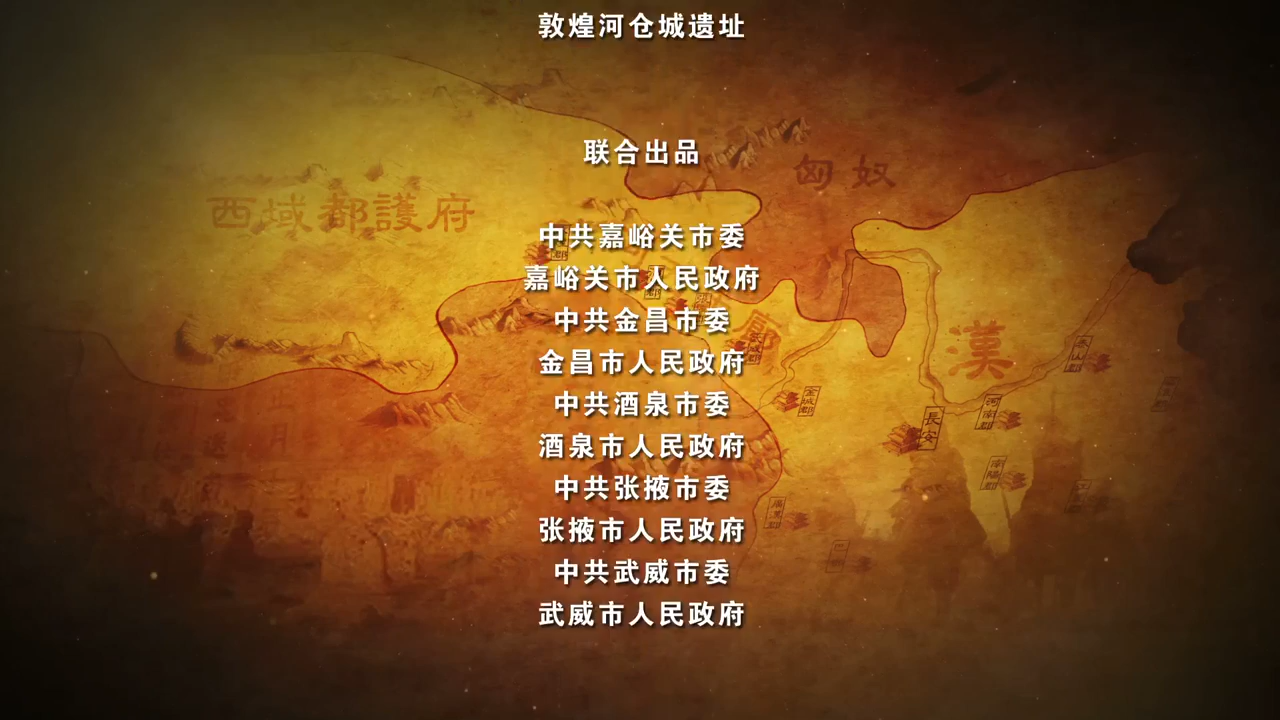 敦煌河仓城遗址
联合出品
匈奴
西域都護府
中共嘉峪关市委
嘉峪关市人民政府
中共金昌市委
金昌市人民政府
漢
中共酒泉市委
酒泉市人民政府
長安
河南郡
中共张掖市委
张掖市人民政府
中共武威市委
武威市人民政府